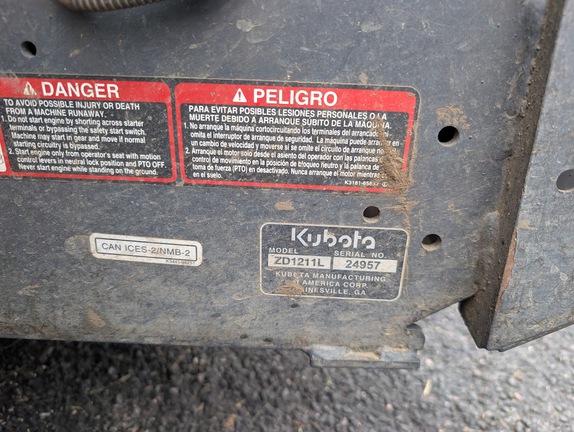 DANGER
TO AVOID POSSIBLE INJURY OR DEATH
FROM A MACHINE RUNAWAY.
1. Do not start engine by shorting across starter
terminals or bypassing the safety start switch.
Machine may start in gear and move if normal
starting circuitry is bypassed.
2. Start engine only from operator's seat with motion
control levers in neutral lock position and PTO OFF.
Never start engine while standing on the ground.
PELIGRO
PARA EVITAR POSIBLES LESIONES PERSONALES O LA
MUERTE DEBIDO A ARRANQUE SUBITO DE LA MAQUINA.
1. No arranque la máquina cortocircuitando los terminales del arrancador
omita el interruptor de arranque de seguridad. La máquina puede arrancar en
un cambio de velocidad y moverse si se omite el circuito de arranque
2. Arranque el motor solo desde el asiento del operador con las palancas
control de movimiento en la posición de bloqueo neutro y la palanca
toma de fuerza (PTO) en desactivado. Nunca arranque el motor mientras
en el suelo.
CAN ICES-2/NMB-2
Kubota
MODEL SERIAL NO.
ZD1211L 24957
KUBOTA MANUFACTURING
AMERICA CORP.
GA